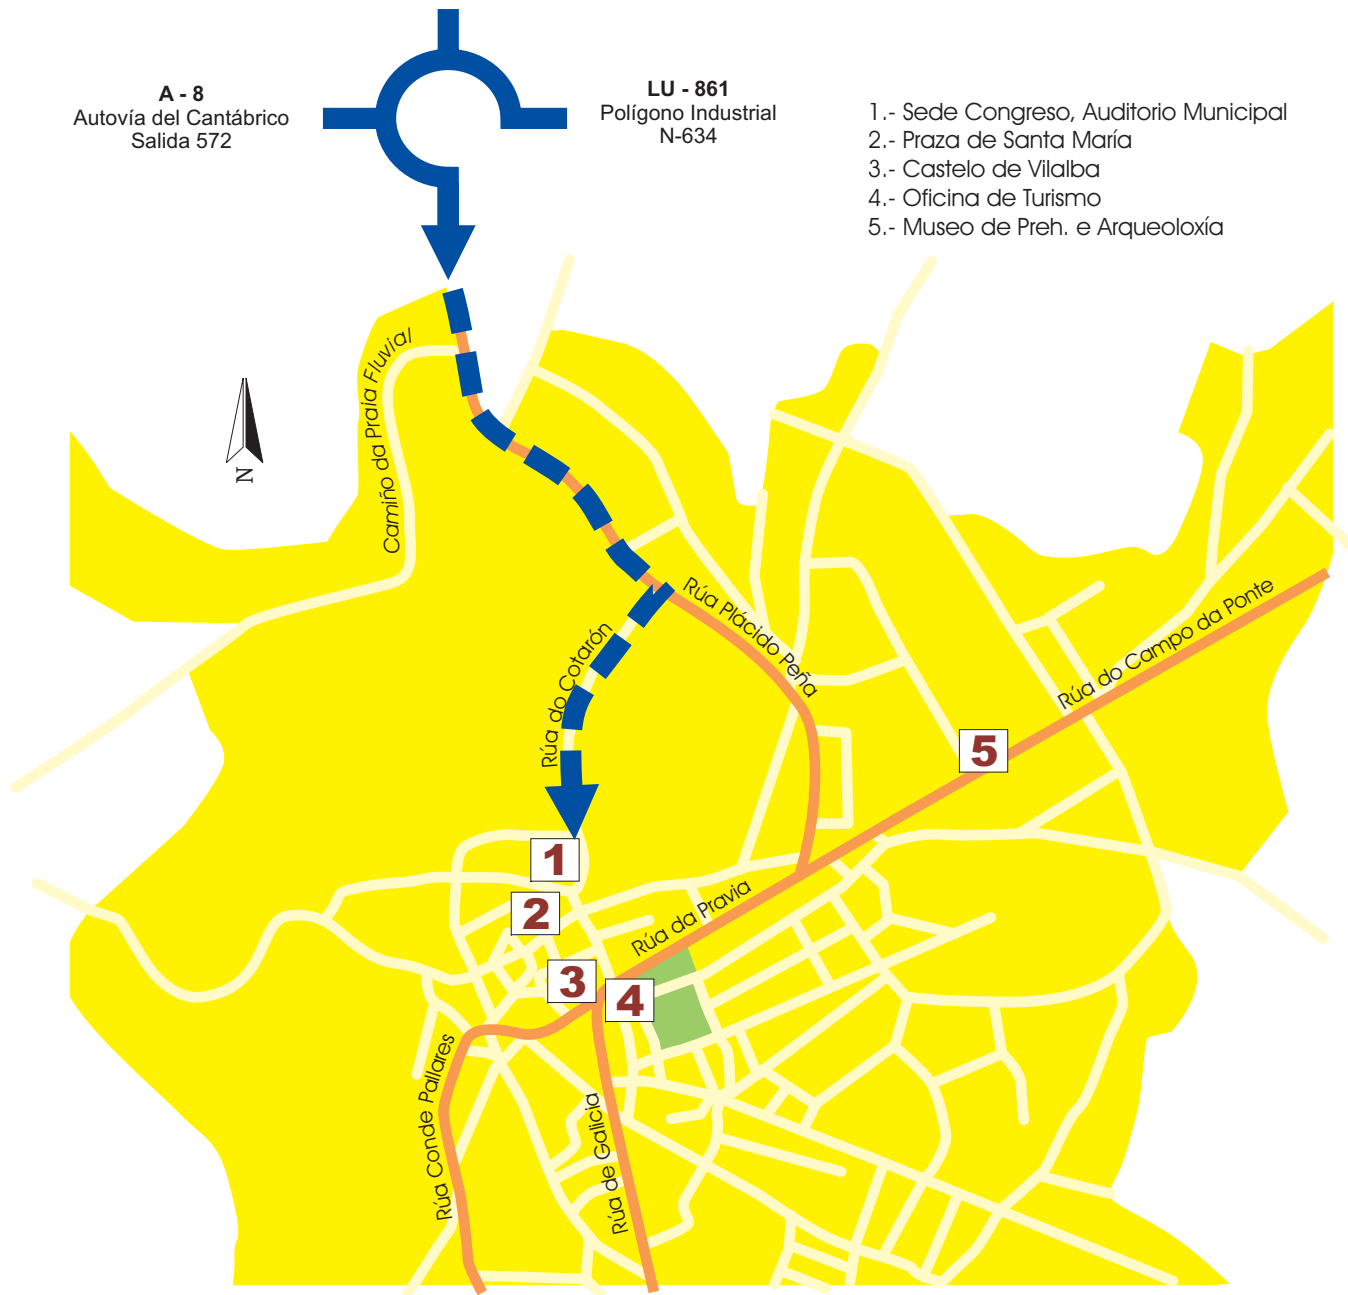 A - 8
Autovía del Cantábrico
Salida 572
LU - 861
Polígono Industrial
N-634
1.- Sede Congreso, Auditorio Municipal
2.- Praza de Santa María
3.- Castelo de Vilalba
4.- Oficina de Turismo
5.- Museo de Preh. e Arqueoloxía
Camiño da Praia Fluvial
N
Rúa Plácido Peña
Rúa do Campo da Ponte
Rúa do Cotarón
5
1
2
Rúa da Pravia
3
4
Rúa Conde Pallares
Rúa de Galicia